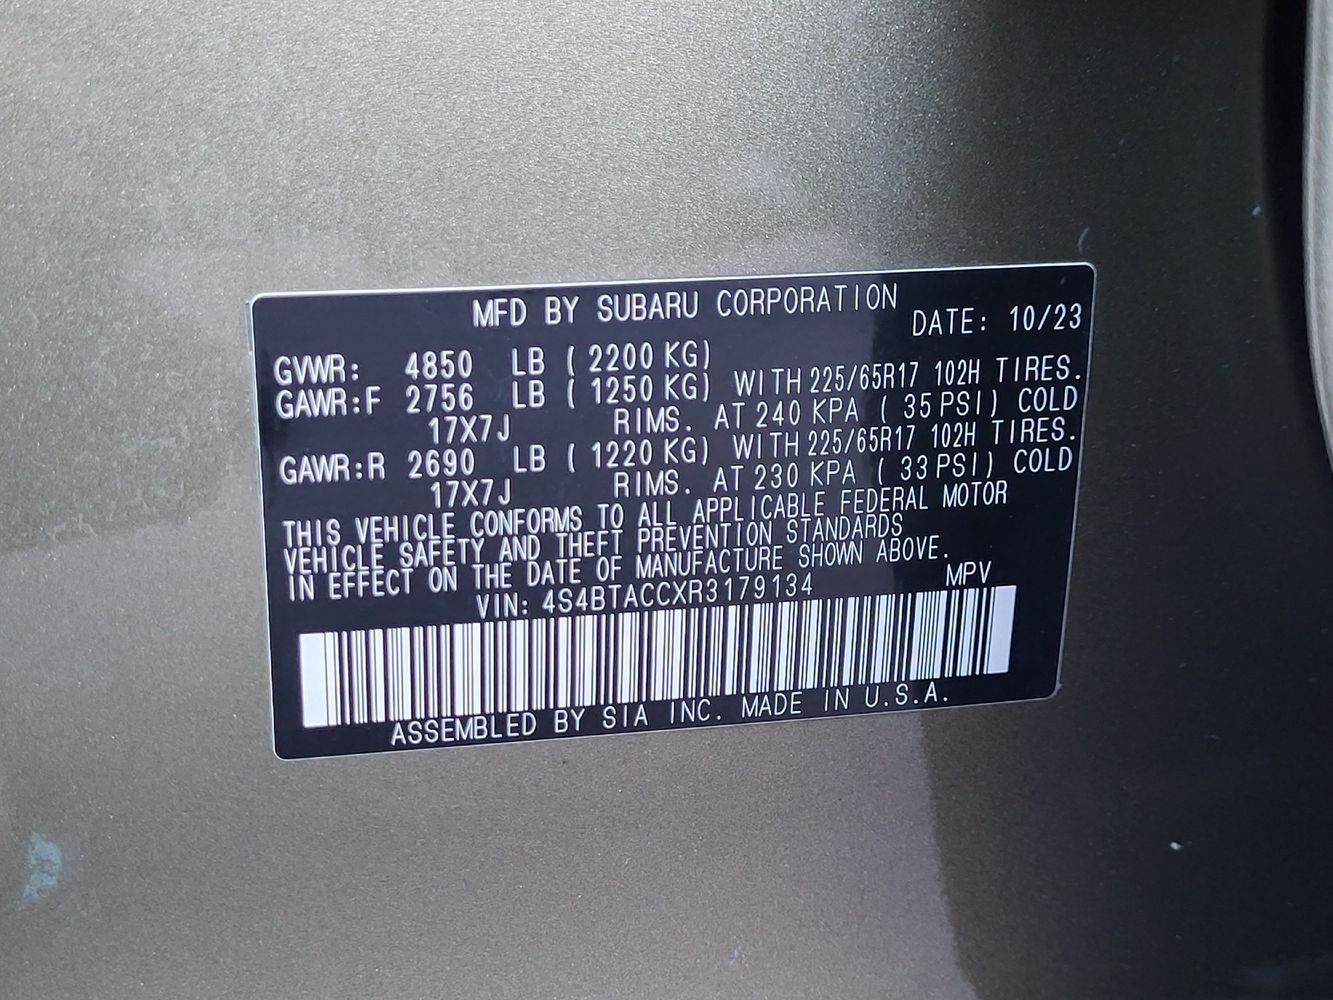 MFD BY SUBARU CORPORATION
DATE: 10/23
GVWR: 4850 LB ( 2200 KG)
GAWR:F 2756 LB ( 1250 KG) WITH 225/65R17 102H TIRES.
17X7J RIMS. AT 240 KPA ( 35 PSI) COLD
GAWR:R 2690 LB ( 1220 KG) WITH 225/65R17 102H TIRES.
17X7J RIMS. AT 230 KPA ( 33 PSI) COLD
THIS VEHICLE CONFORMS TO ALL APPLICABLE FEDERAL MOTOR
VEHICLE SAFETY AND THEFT PREVENTION STANDARDS
IN EFFECT ON THE DATE OF MANUFACTURE SHOWN ABOVE.
VIN: 4S4BTACCXR3179134 MPV
ASSEMBLED BY SIA INC. MADE IN U.S.A.